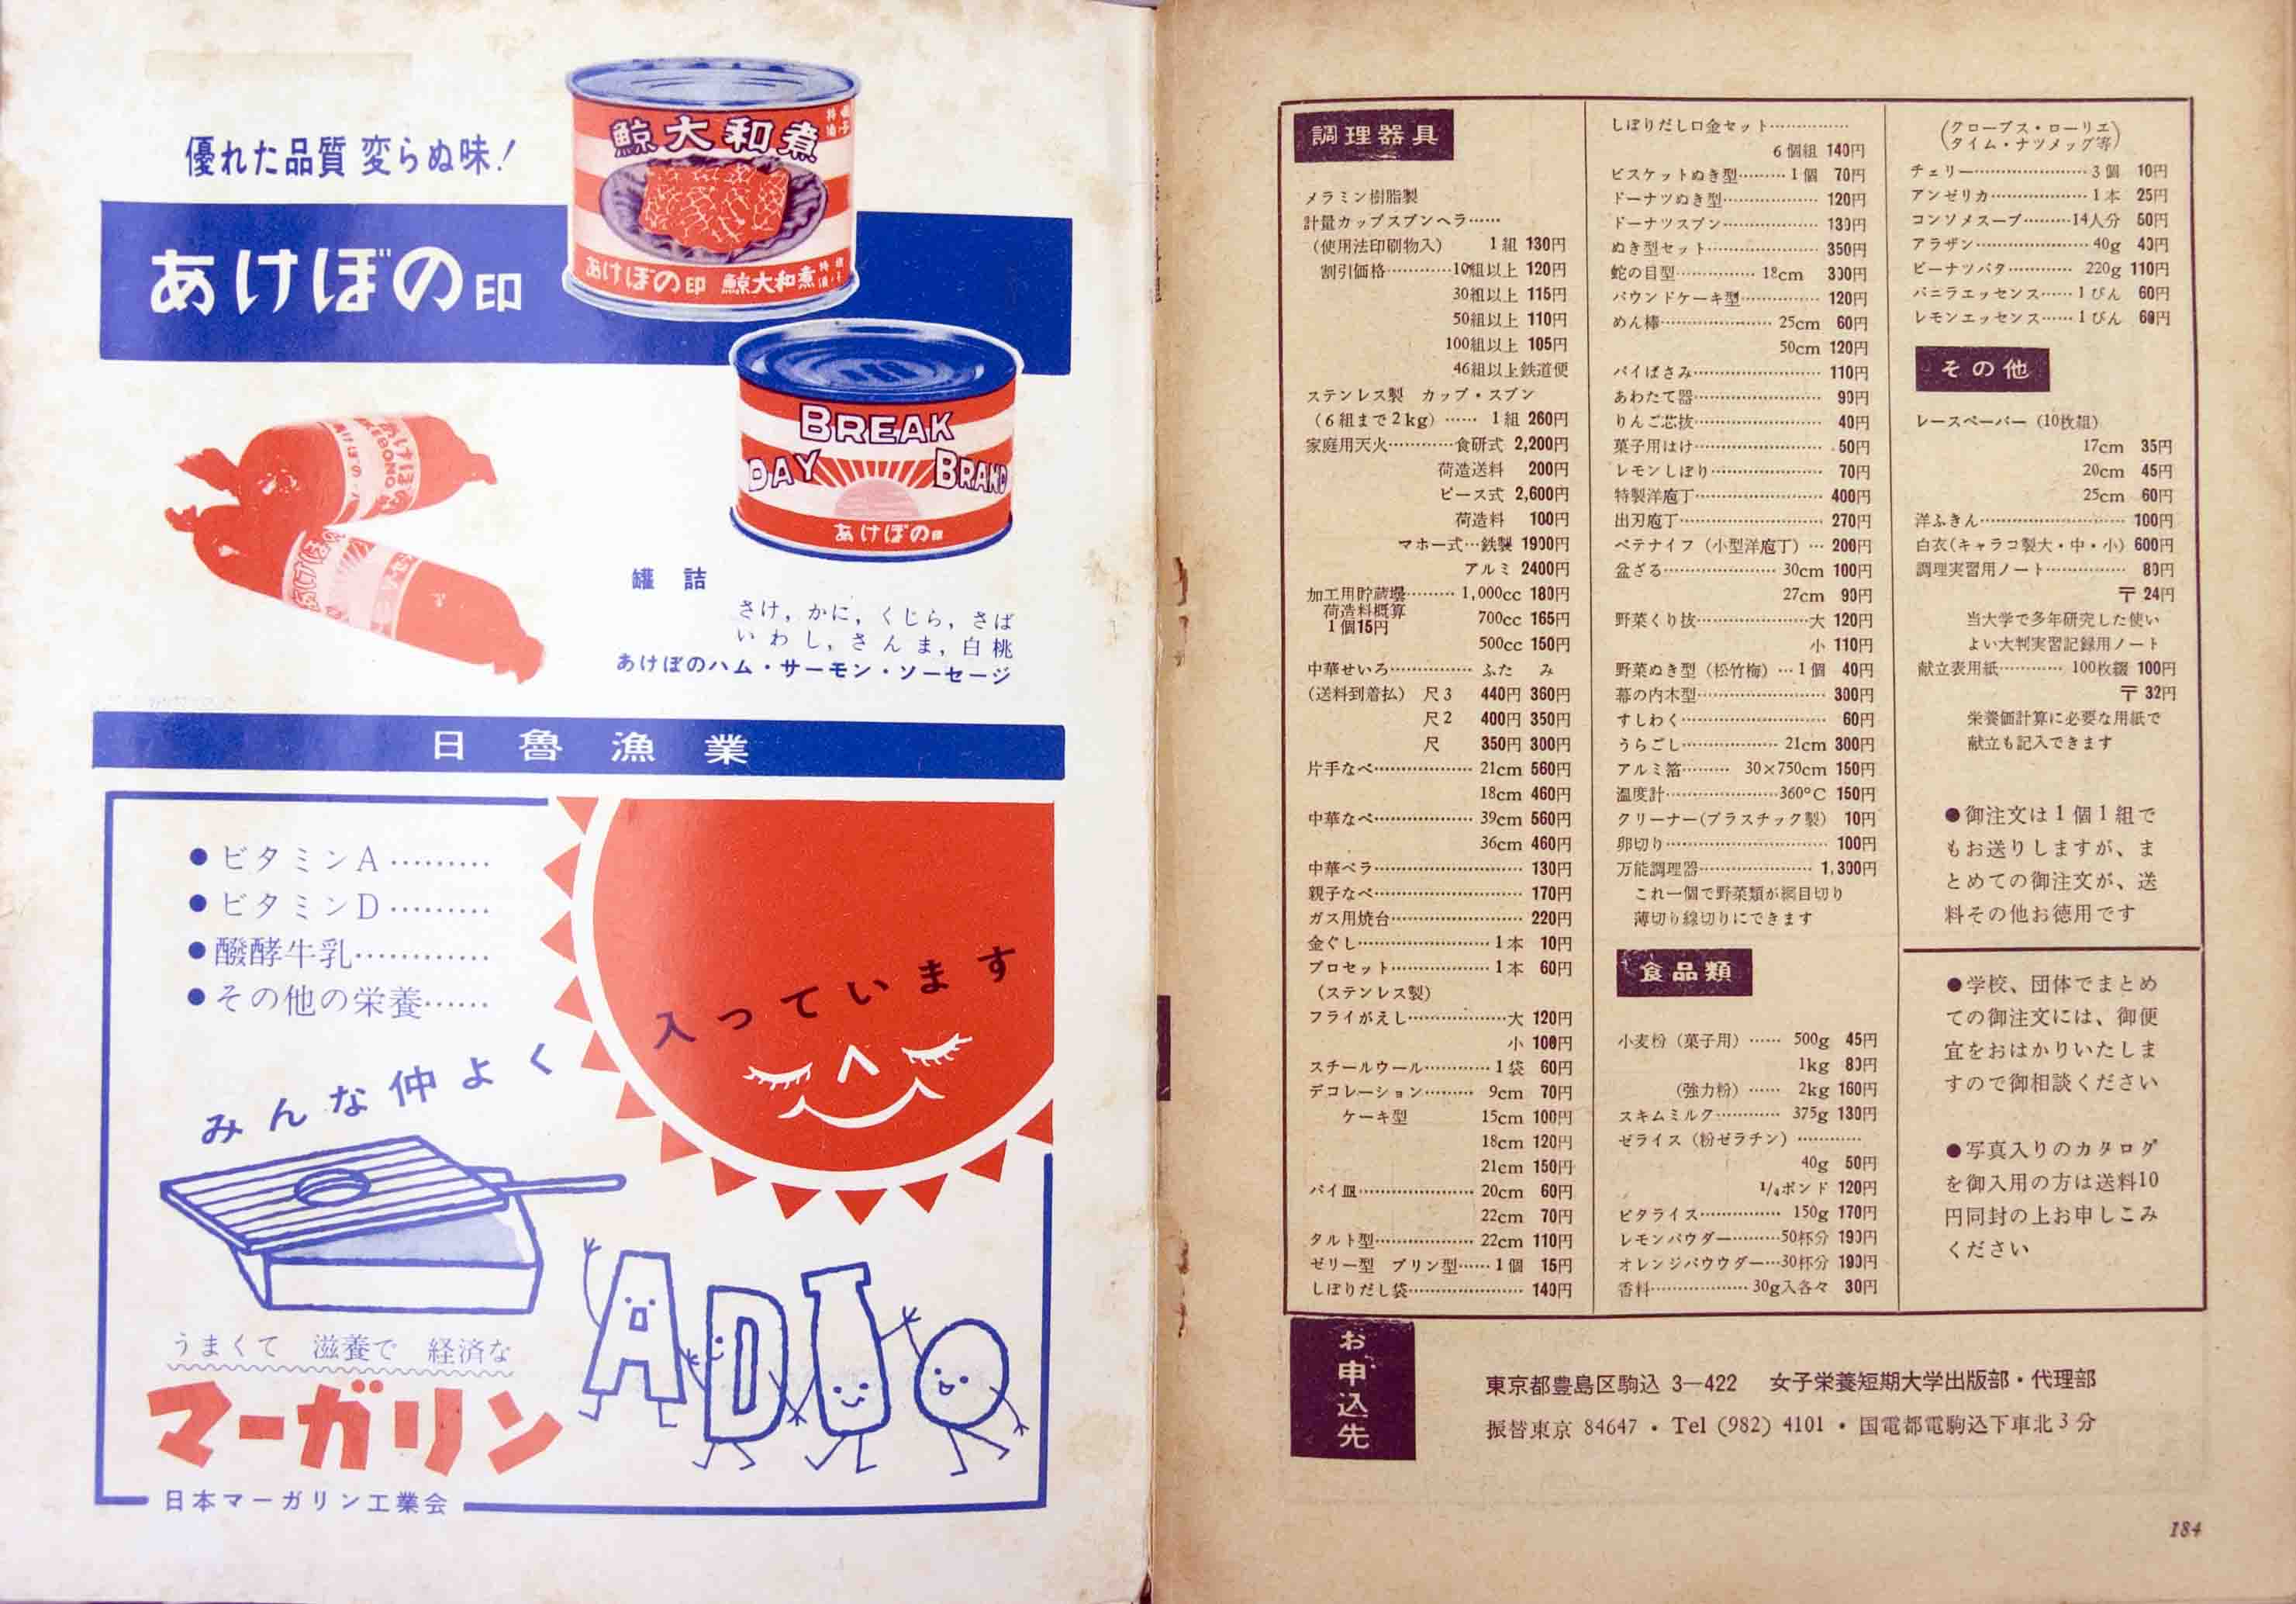 優れた品質 変らぬ味!
あけぼの印
鯨大和煮
あけぼの印 鯨大和煮
BREAK
DAY BRAND
あけぼの印
罐 詰
さけ, かに, くじら, さば
い わ し, さ ん ま, 白 桃
あけぼのハム・サーモン・ソーセージ
日 魯 漁 業
●ビタミンA………
●ビタミンD………
●醱酵牛乳…………
●その他の栄養……
入っています
みんな仲よく
ADIO
うまくて 滋養で 経済な
マーガリン
日本マーガリン工業会
調理器具
メラミン樹脂製
計量カップスプンヘラ……
(使用法印刷物入) 1組 130円
割引価格…………10組以上 120円
30組以上 115円
50組以上 110円
100組以上 105円
46組以上鉄道便
ステンレス製 カップ・スプン
(6組まで2kg)…… 1組 260円
家庭用天火…………食研式 2,200円
荷造送料 200円
ピース式 2,600円
荷造料 100円
マホー式…鉄製 1900円
アルミ 2400円
加工用貯蔵壜……… 1,000cc 180円
荷造料概算 700cc 165円
1個15円
500cc 150円
中華せいろ…………… ふた み
(送料到着払) 尺3 440円 360円
尺2 400円 350円
尺 350円 300円
片手なべ……………… 21cm 560円
18cm 460円
中華なべ……………… 39cm 560円
36cm 460円
中華ベラ……………………… 130円
親子なべ……………………… 170円
ガス用焼台…………………… 220円
金ぐし……………………1本 10円
プロセット………………1本 60円
(ステンレス製)
フライがえし………………大 120円
小 100円
スチールウール…………1袋 60円
デコレーション……… 9cm 70円
ケーキ型 15cm 100円
18cm 120円
21cm 150円
パイ皿………………… 20cm 60円
22cm 70円
タルト型……………… 22cm 110円
ゼリー型 プリン型……1個 15円
しぼりだし袋………………… 140円
しぼりだし口金セット……………
6個組 140円
ビスケットぬき型………1個 70円
ドーナツぬき型……………… 120円
ドーナツスプン……………… 130円
ぬき型セット………………… 350円
蛇の目型…………… 18cm 300円
パウンドケーキ型…………… 120円
めん棒………………… 25cm 60円
50cm 120円
パイばさみ…………………… 110円
あわたて器…………………… 90円
りんご芯抜…………………… 40円
菓子用はけ…………………… 50円
レモンしぼり………………… 70円
特製洋庖丁…………………… 400円
出刃庖丁……………………… 270円
ペテナイフ(小型洋庖丁)… 200円
盆ざる………………… 30cm 100円
27cm 90円
野菜くり抜…………………大 120円
小 110円
野菜ぬき型(松竹梅)…1個 40円
幕の内木型…………………… 300円
すしわく……………………… 60円
うらごし……………… 21cm 300円
アルミ箔……… 30×750cm 150円
温度計…………………360°C 150円
クリーナー(プラスチック製) 10円
卵切り………………………… 100円
万能調理器………………… 1,300円
これ一個で野菜類が網目切り
薄切り線切りにできます
食品類
小麦粉(菓子用)…… 500g 45円
1kg 80円
(強力粉)…… 2kg 160円
スキムミルク………… 375g 130円
ゼライス(粉ゼラチン)…………
40g 50円
1/4ポンド 120円
ビタライス…………… 150g 170円
レモンパウダー………50杯分 190円
オレンジパウウダー…30杯分 190円
香料………………30g入各々 30円
(クローブス・ローリエ
タイム・ナツメッグ等)
チェリー…………………3個 10円
アンゼリカ………………1本 25円
コンソメスープ………14人分 50円
アラザン………………… 40g 40円
ピーナツバタ………… 220g 110円
バニラエッセンス……1びん 60円
レモンエッセンス……1びん 60円
その他
レースペーパー(10枚組)
17cm 35円
20cm 45円
25cm 60円
洋ふきん……………………… 100円
白衣(キャラコ製大・中・小) 600円
調理実習用ノート…………… 80円
〒24円
当大学で多年研究した使い
よい大判実習記録用ノート
献立表用紙………… 100枚綴 100円
〒32円
栄養価計算に必要な用紙で
献立も記入できます
●御注文は1個1組で
もお送りしますが、ま
とめての御注文が、送
料その他お徳用です
●学校、団体でまとめ
ての御注文には、御便
宜をおはかりいたしま
すので御相談ください
●写真入りのカタログ
を御入用の方は送料10
円同封の上お申しこみ
ください
お申込先
東京都豊島区駒込 3—422 女子栄養短期大学出版部・代理部
振替東京 84647・Tel (982) 4101・国電都電駒込下車北3分
184